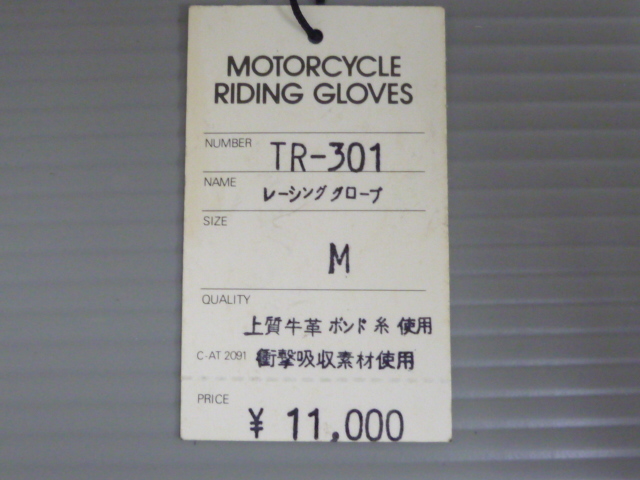 MOTORCYCLE
RIDING GLOVES
NUMBER TR-301
NAME レーシンググローブ
SIZE
M
QUALITY
上質牛革ボンド糸使用
C-AT 2091 衝撃吸収素材使用
PRICE
¥ 11,000